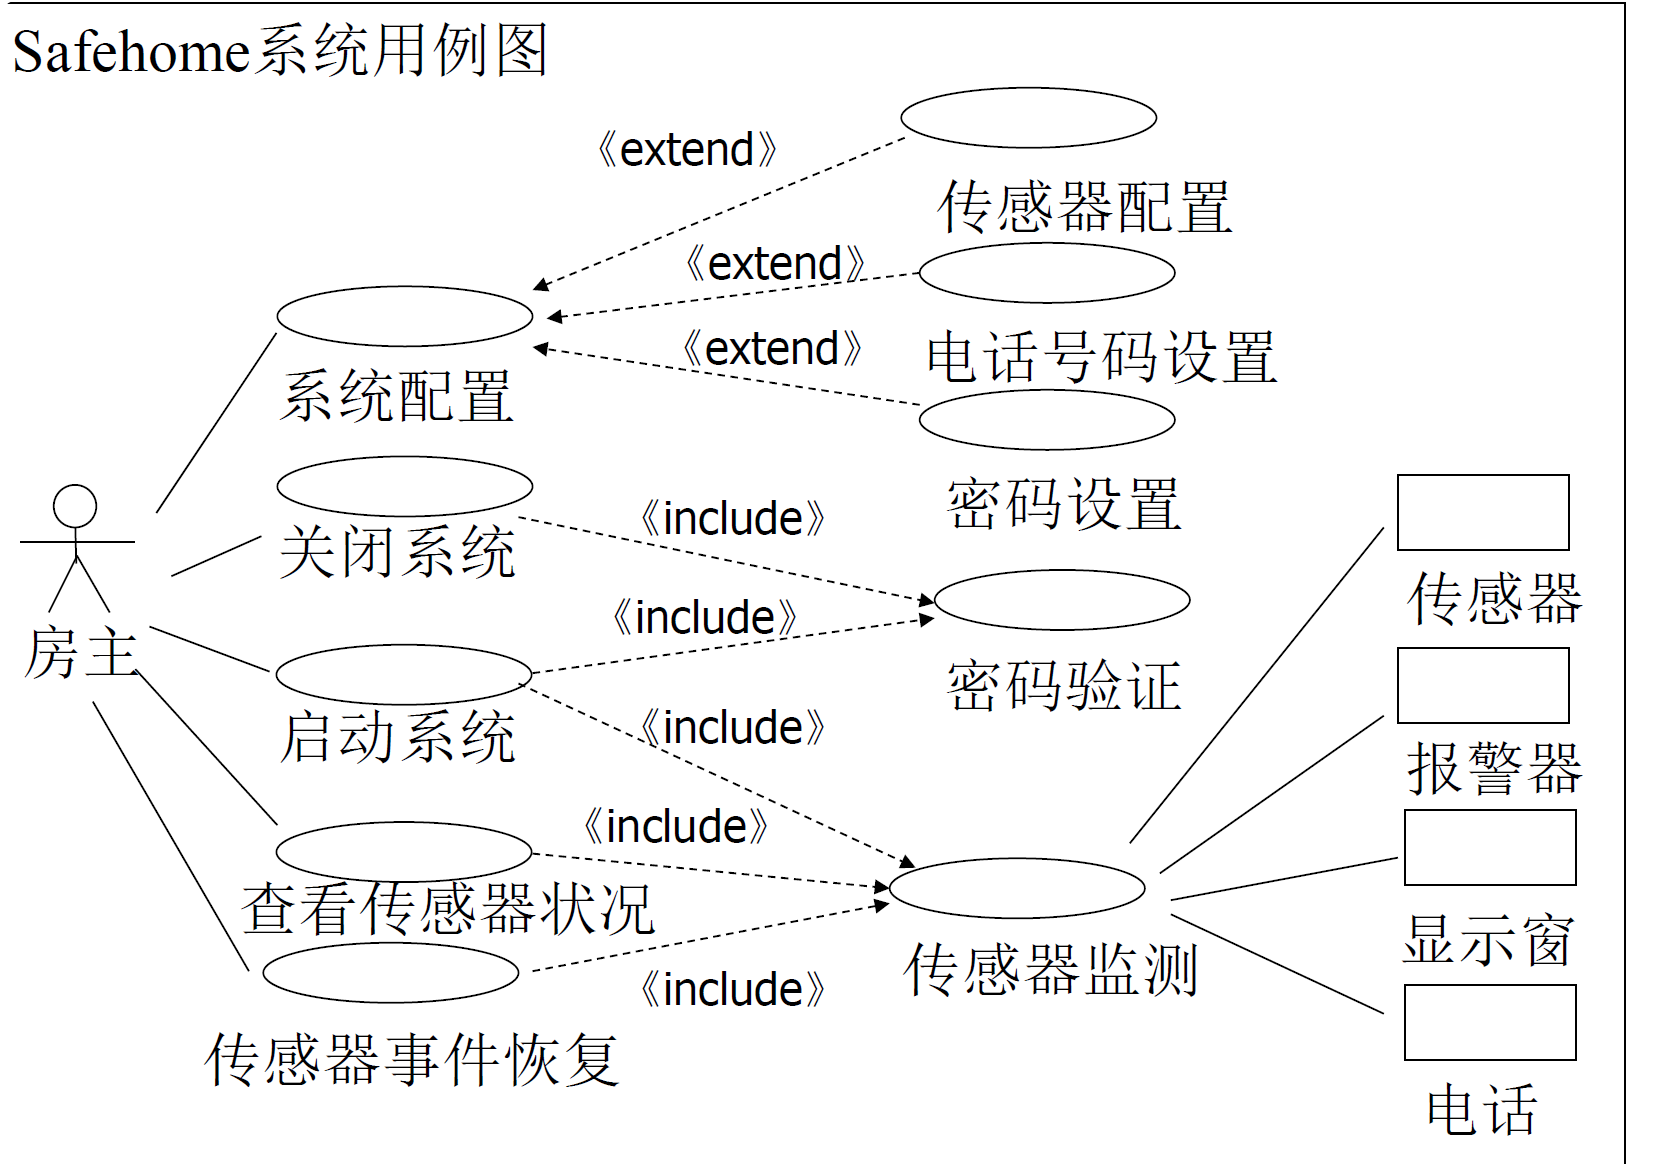 Safehome系统用例图
《extend》
传感器配置
《extend》
电话号码设置
《extend》
系统配置
密码设置
《include》
关闭系统
传感器
《include》
房主
密码验证
启动系统
《include》
报警器
《include》
查看传感器状况
显示窗
传感器监测
《include》
传感器事件恢复
电话